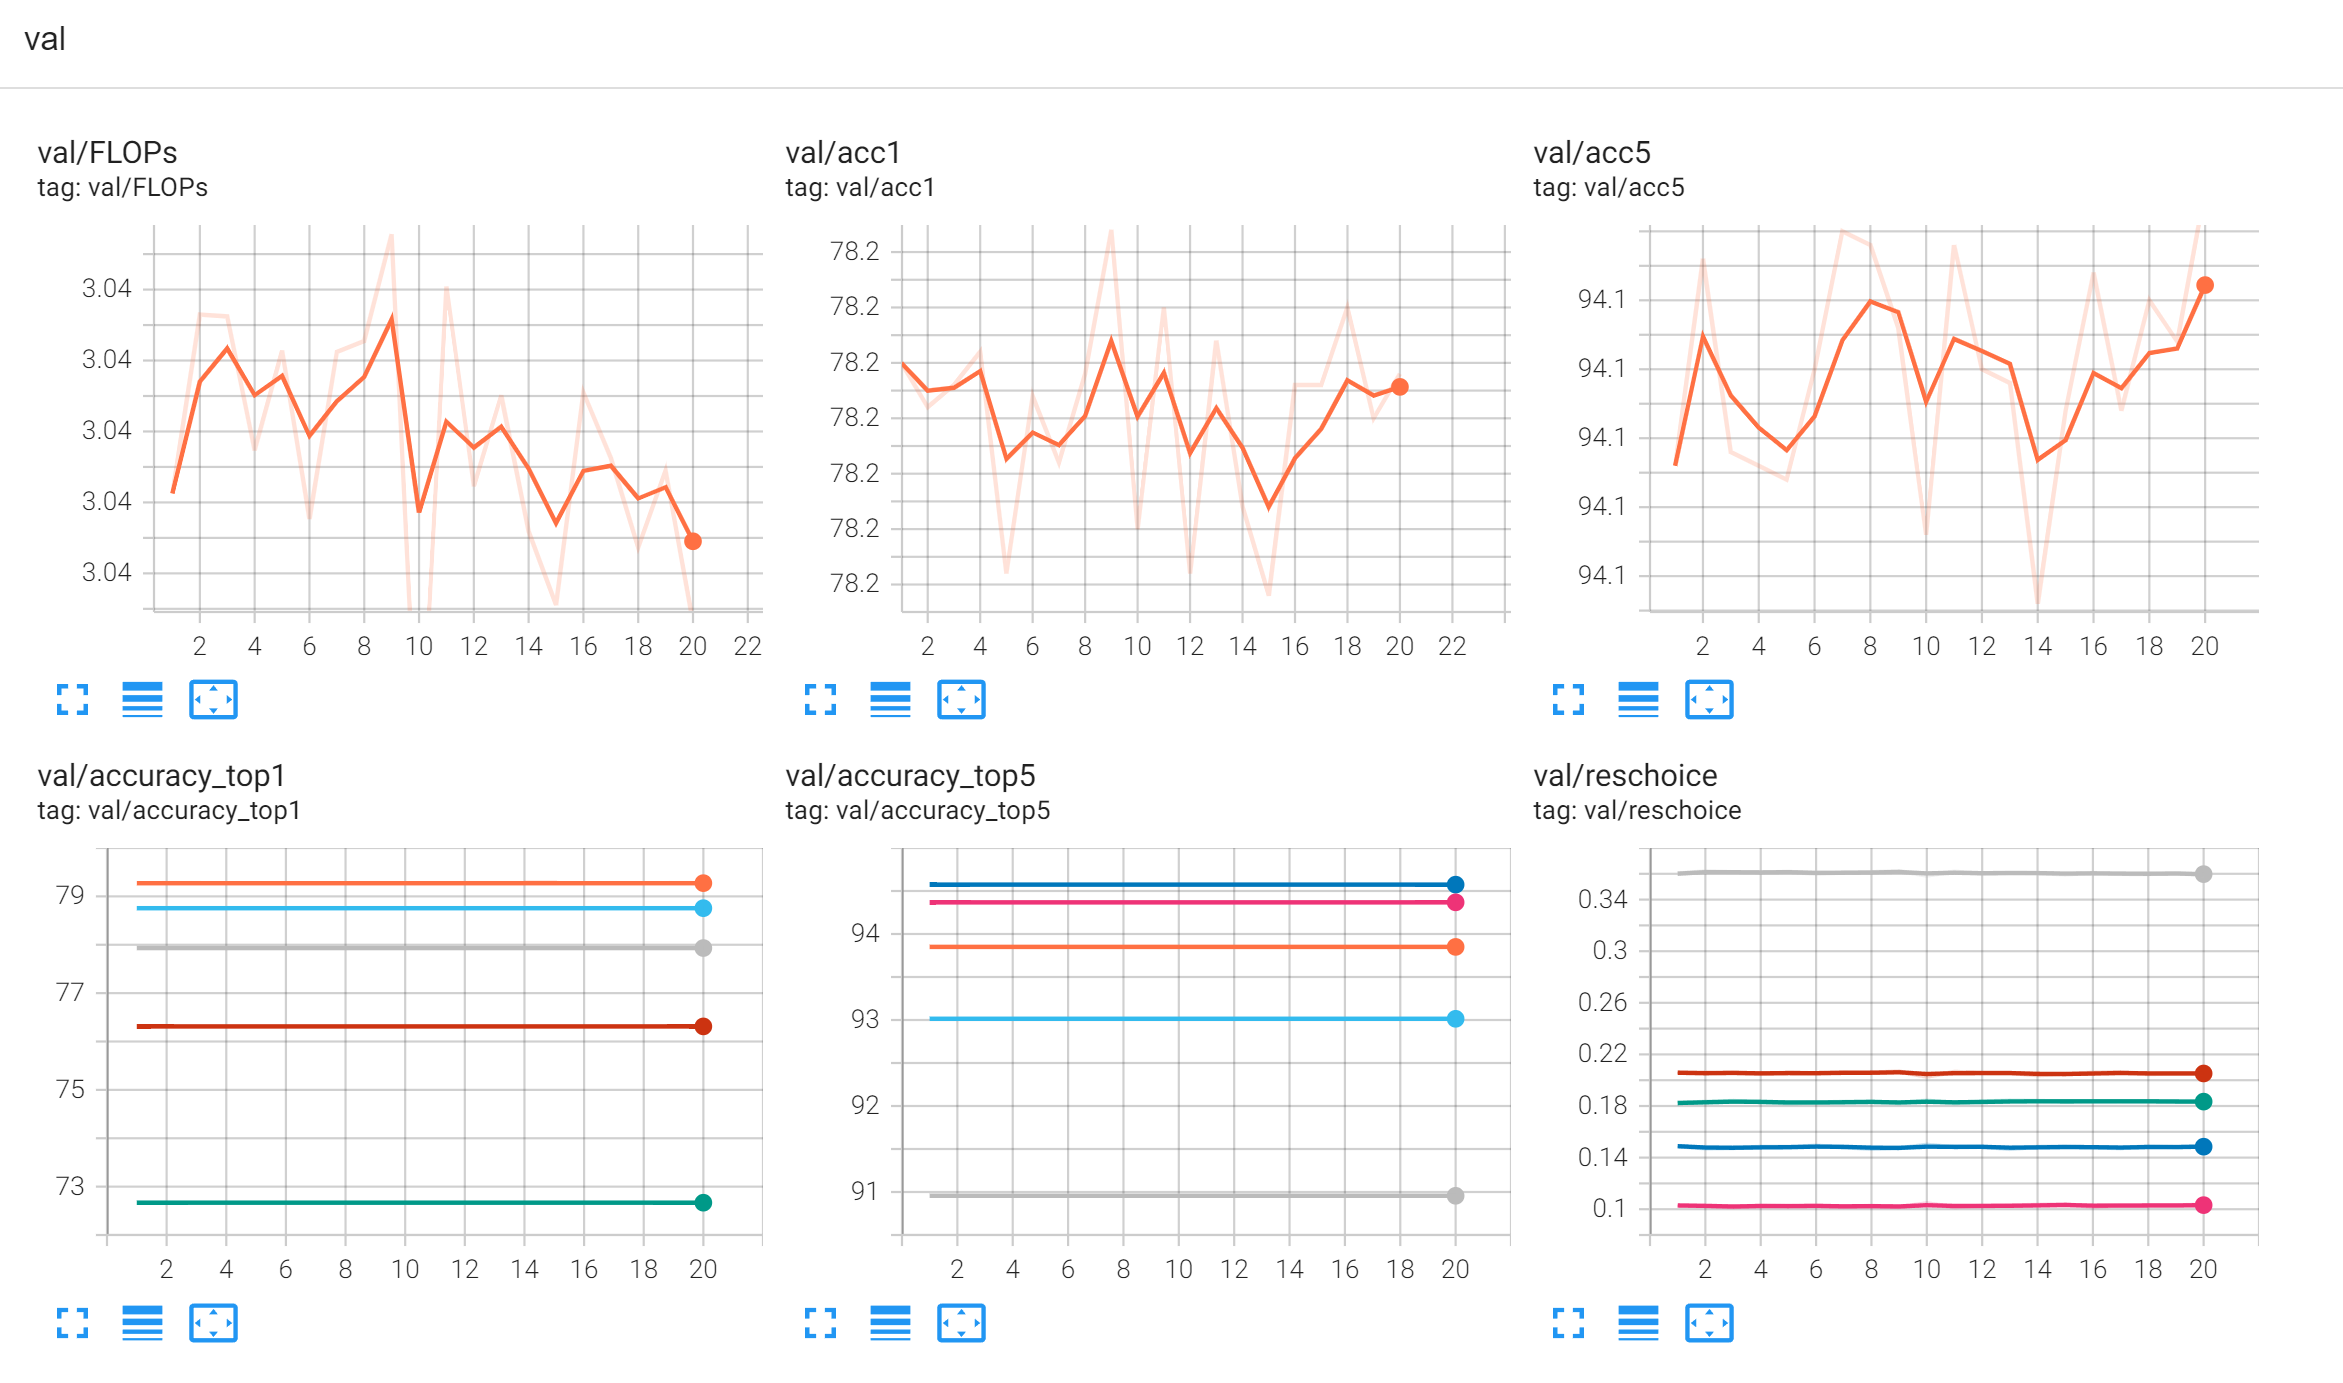 val
val/FLOPs
tag: val/FLOPs
3.04
3.04
3.04
3.04
3.04
2 4 6 8 10 12 14 16 18 20 22
val/acc1
tag: val/acc1
78.2
78.2
78.2
78.2
78.2
78.2
78.2
2 4 6 8 10 12 14 16 18 20 22
val/acc5
tag: val/acc5
94.1
94.1
94.1
94.1
94.1
2 4 6 8 10 12 14 16 18 20
val/accuracy_top1
tag: val/accuracy_top1
79
77
75
73
2 4 6 8 10 12 14 16 18 20
val/accuracy_top5
tag: val/accuracy_top5
94
93
92
91
2 4 6 8 10 12 14 16 18 20
val/reschoice
tag: val/reschoice
0.34
0.3
0.26
0.22
0.18
0.14
0.1
2 4 6 8 10 12 14 16 18 20